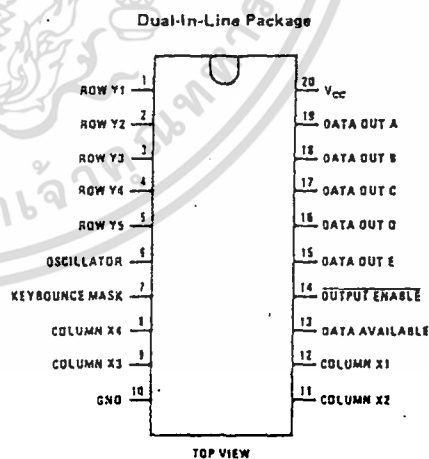 Dual-In-Line Package
ROW Y1 1
ROW Y2 2
ROW Y3 3
ROW Y4 4
ROW Y5 5
OSCILLATOR 6
KEYBOUNCE MASK 7
COLUMN X4 8
COLUMN X3 9
GND 10
20 VCC
19 DATA OUT A
18 DATA OUT B
17 DATA OUT C
16 DATA OUT D
15 DATA OUT E
14 OUTPUT ENABLE
13 DATA AVAILABLE
12 COLUMN X1
11 COLUMN X2
TOP VIEW